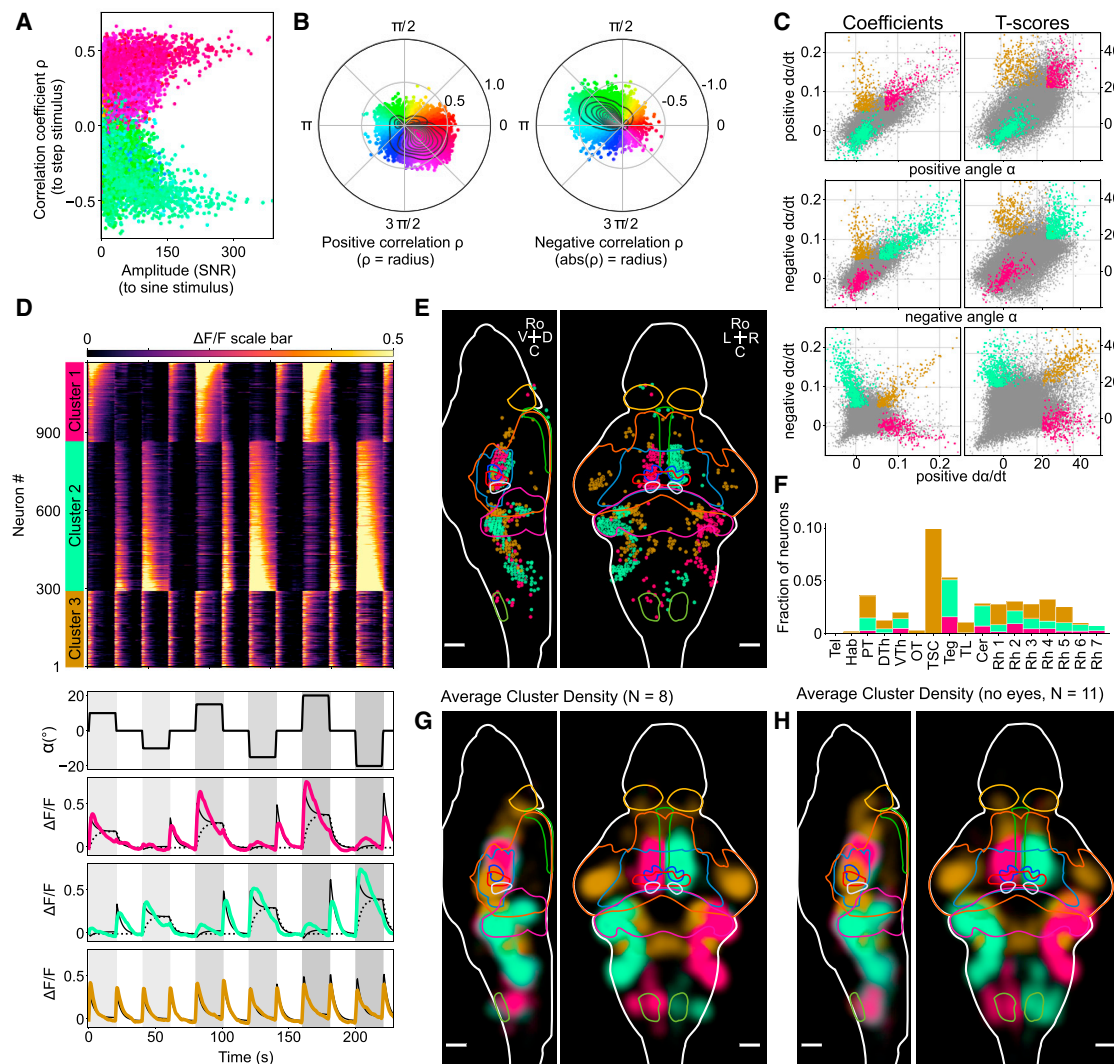 A
Correlation coefficient ρ
(to step stimulus)
0.5
0.0
−0.5
0
150
300
Amplitude (SNR)
(to sine stimulus)
B
π/2
π/2
1.0
0.5
0
π
3 π/2
Positive correlation ρ
(ρ = radius)
-1.0
-0.5
0
π
3 π/2
Negative correlation ρ
(abs(ρ) = radius)
C
Coefficients
T-scores
positive dα/dt
0.2
0.1
0
40
20
0
positive angle α
negative dα/dt
0.2
0.1
0
40
20
0
negative angle α
negative dα/dt
0.2
0.1
0
40
20
0
0
0.1
0.2
0
20
40
positive dα/dt
D
0
ΔF/F scale bar
0.5
Cluster 1
Cluster 2
Cluster 3
Neuron #
900
600
300
1
α(°)
20
0
−20
ΔF/F
0.5
0
ΔF/F
0.5
0
ΔF/F
0.5
0
0
50
100
150
200
Time (s)
E
Ro
V D
C
Ro
L R
C
F
Fraction of neurons
0.10
0.05
0
Tel
Hab
PT
DTh
VTh
OT
TSC
Teg
TL
Cer
Rh 1
Rh 2
Rh 3
Rh 4
Rh 5
Rh 6
Rh 7
Average Cluster Density (N = 8)
G
Average Cluster Density (no eyes, N = 11)
H